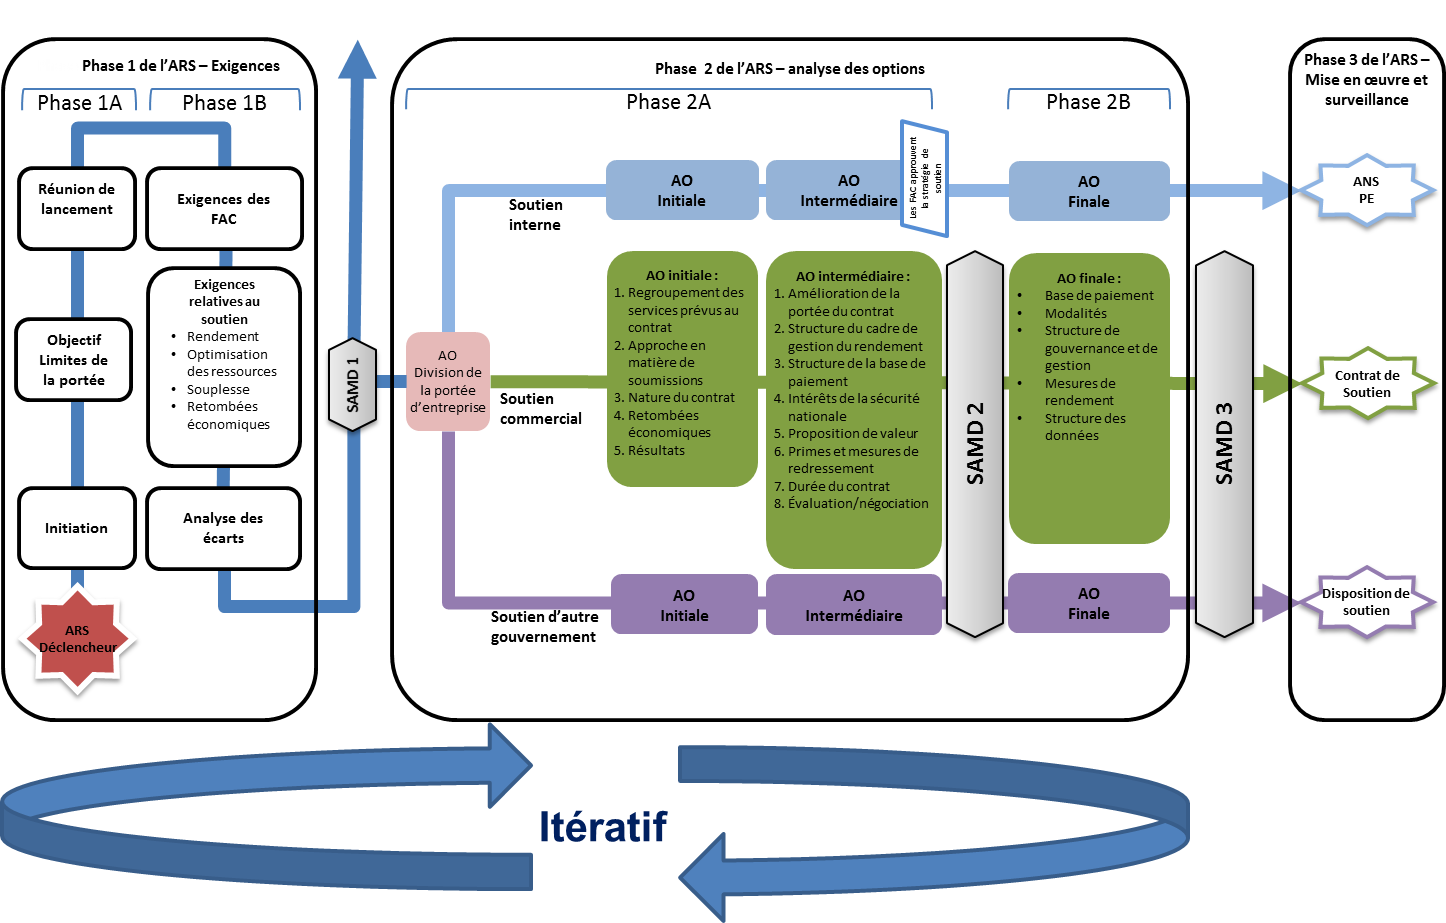 Phase 1 de l’ARS – Exigences
Phase 1A
Phase 1B
Réunion de
lancement
Objectif
Limites de
la portée
Initiation
ARS
Déclencheur
Exigences des
FAC
Exigences
relatives au
soutien
• Rendement
• Optimisation
des ressources
• Souplesse
• Retombées
économiques
Analyse des
écarts
SAMD 1
Phase 2 de l’ARS – analyse des options
Phase 2A
Phase 2B
AO
Division de
la portée
d’entreprise
Soutien
interne
AO
Initiale
AO
Intermédiaire
Les FAC approuvent
la stratégie de
soutien
AO
Finale
Soutien
commercial
AO initiale :
1. Regroupement des
services prévus au
contrat
2. Approche en
matière de
soumissions
3. Nature du contrat
4. Retombées
économiques
5. Résultats
AO intermédiaire :
1. Amélioration de la
portée du contrat
2. Structure du cadre de
gestion du rendement
3. Structure de la base de
paiement
4. Intérêts de la sécurité
nationale
5. Proposition de valeur
6. Primes et mesures de
redressement
7. Durée du contrat
8. Évaluation/négociation
SAMD 2
AO finale :
• Base de paiement
• Modalités
• Structure de
gouvernance et de
gestion
• Mesures de
rendement
• Structure des
données
Soutien d’autre
gouvernement
AO
Initiale
AO
Intermédiaire
AO
Finale
SAMD 3
Phase 3 de l’ARS –
Mise en œuvre et
surveillance
ANS
PE
Contrat de
Soutien
Disposition de
soutien
Itératif